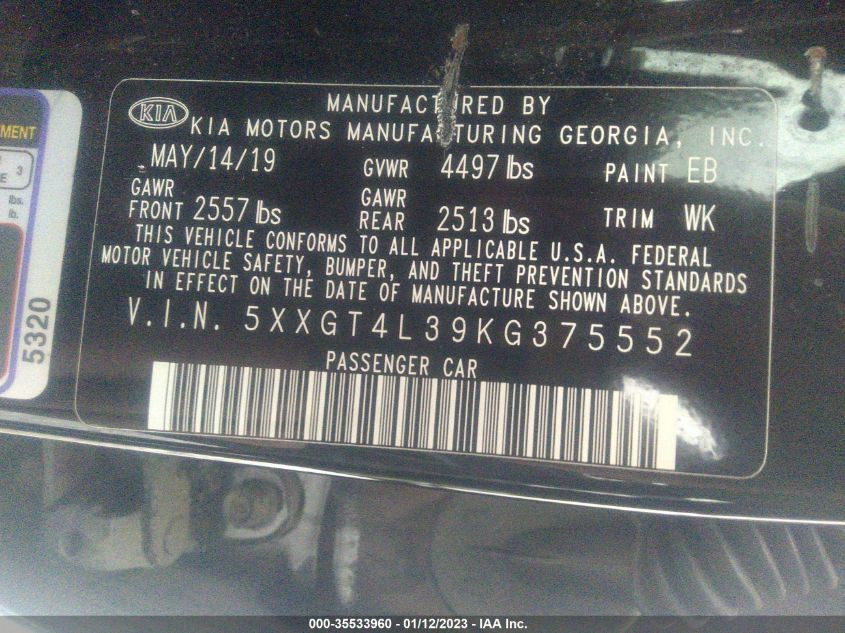 KIA
MANUFACTURED BY
KIA MOTORS MANUFACTURING GEORGIA, INC.
MAY/14/19 GVWR 4497 lbs PAINT EB
GAWR FRONT 2557 lbs GAWR REAR 2513 lbs TRIM WK
THIS VEHICLE CONFORMS TO ALL APPLICABLE U.S.A. FEDERAL
MOTOR VEHICLE SAFETY, BUMPER, AND THEFT PREVENTION STANDARDS
IN EFFECT ON THE DATE OF MANUFACTURE SHOWN ABOVE.
V.I.N. 5XXGT4L39KG375552
PASSENGER CAR
3
lbs.
lb.
5320
000-35533960 — 01/12/2023 — IAA Inc.